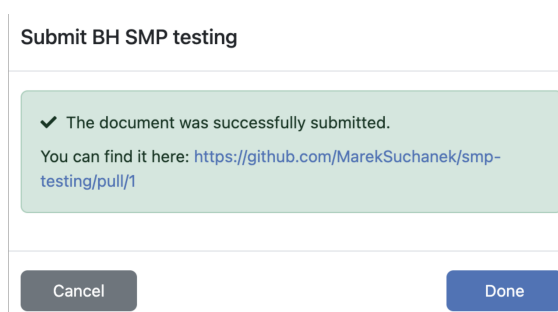 Submit BH SMP testing
The document was successfully submitted.
You can find it here: https://github.com/MarekSuchanek/smp-
testing/pull/1
Cancel
Done